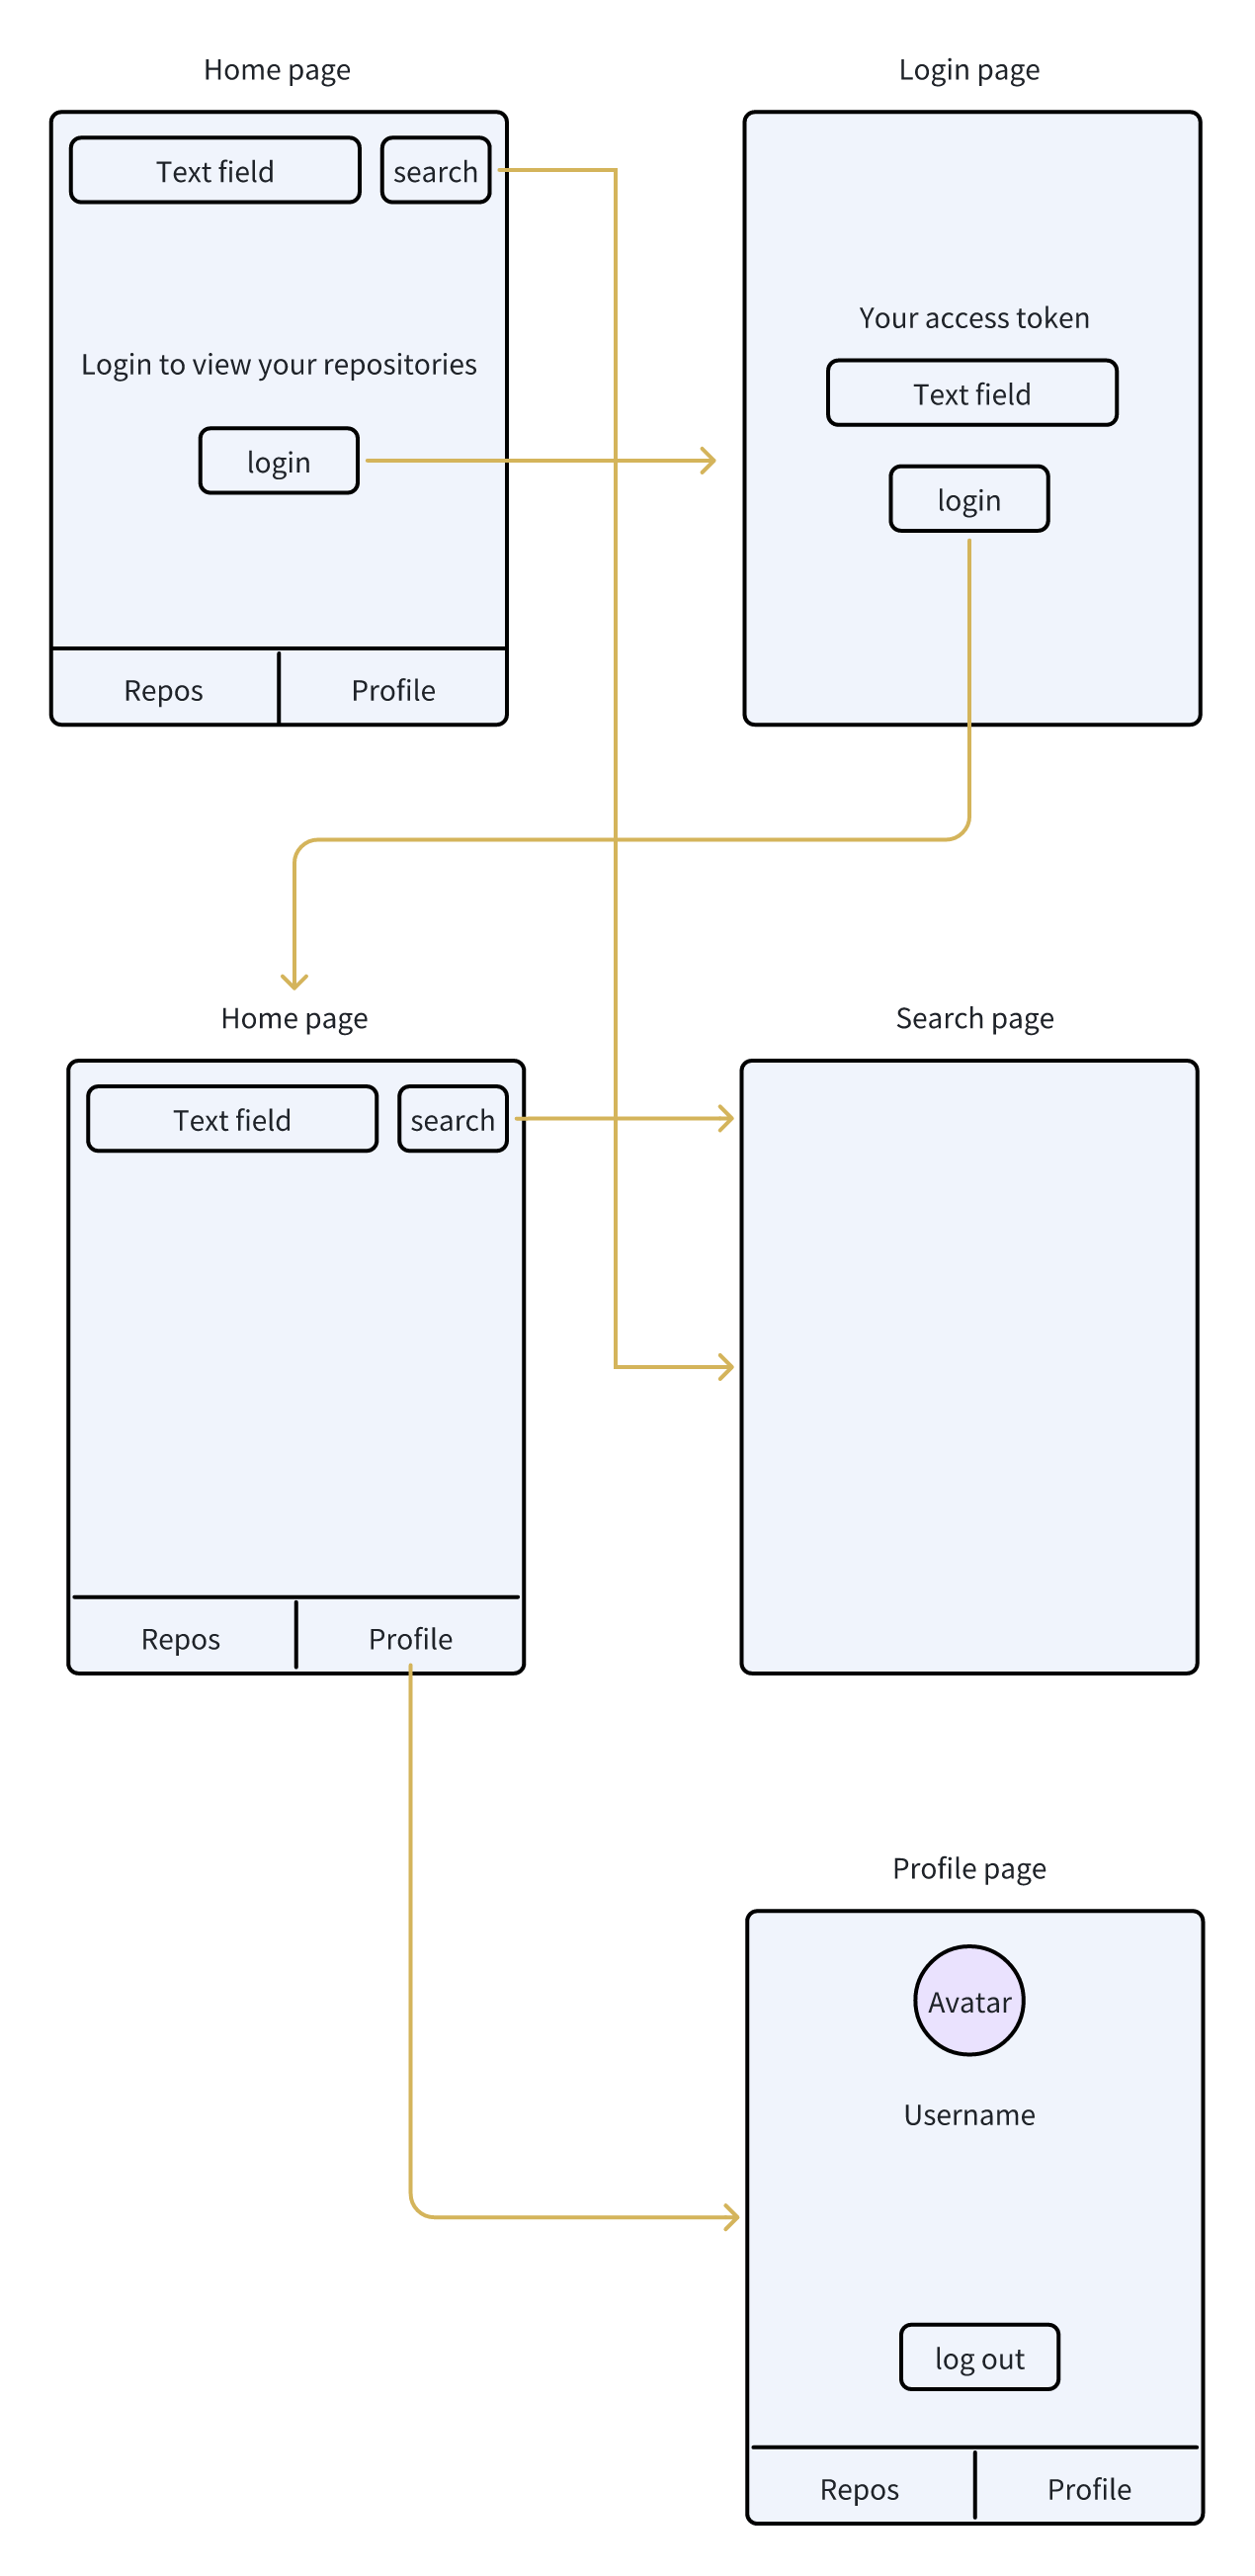 Home page
Text field
search
Login to view your repositories
login
Repos
Profile
Login page
Your access token
Text field
login
Home page
Text field
search
Repos
Profile
Search page
Profile page
Avatar
Username
log out
Repos
Profile